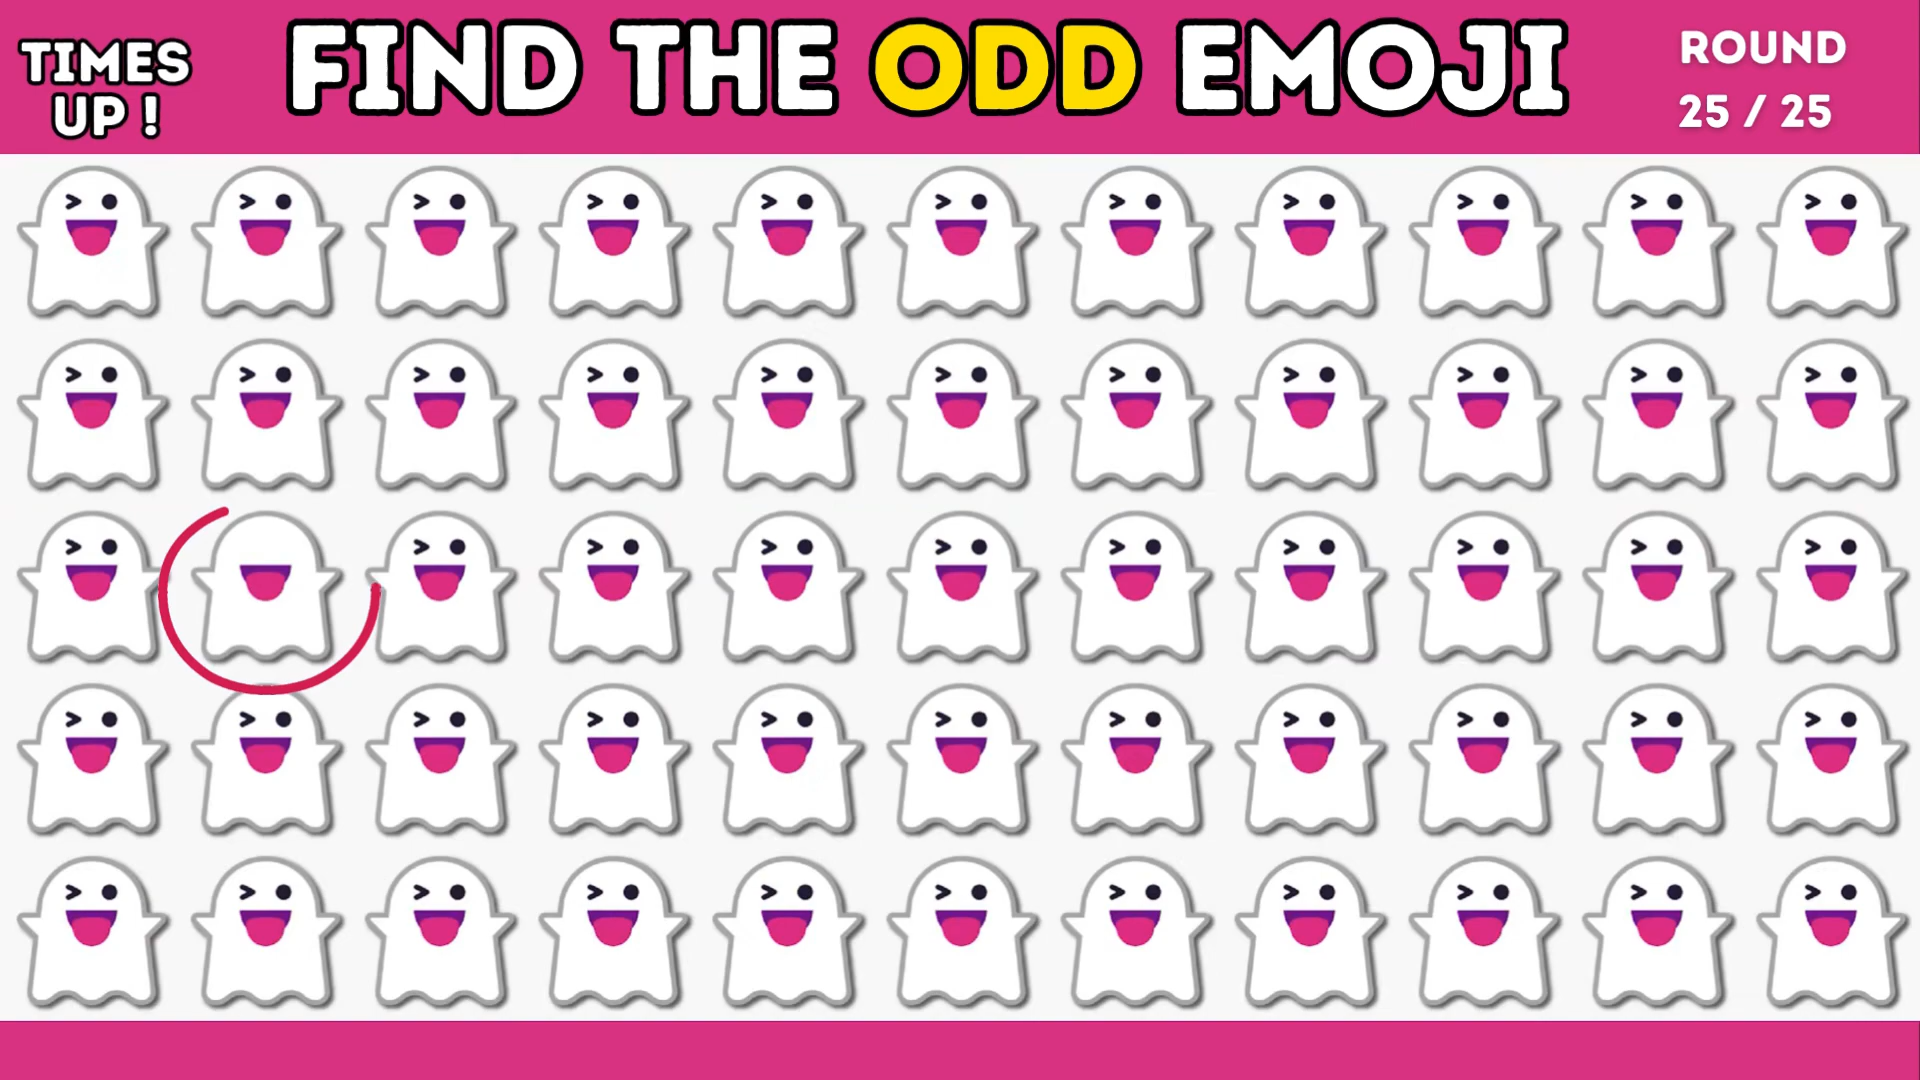 TIMES
UP !
FIND THE ODD EMOJI
ROUND
25 / 25